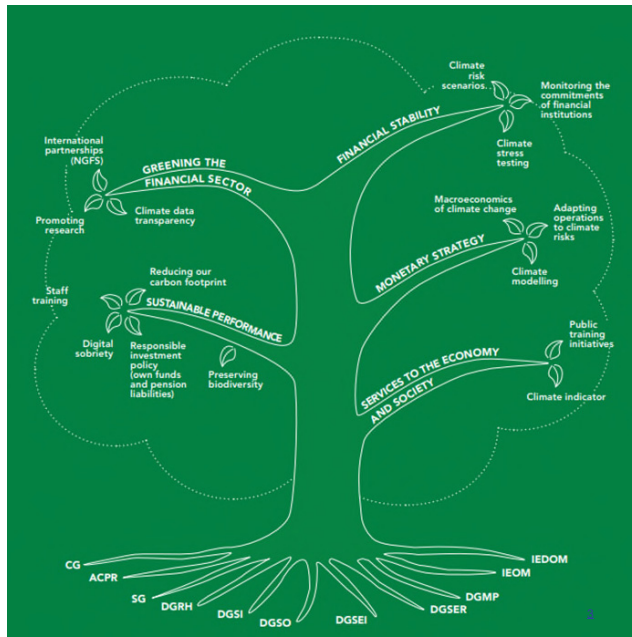 Climate
risk
scenarios
Monitoring the
commitments
of financial
institutions
Climate
stress
testing
FINANCIAL STABILITY
International
partnerships
(NGFS)
GREENING THE
FINANCIAL SECTOR
Promoting
research
Climate data
transparency
Macroeconomics
of climate change
Adapting
operations
to climate
risks
MONETARY STRATEGY
Climate
modelling
Reducing our
carbon footprint
Staff
training
SUSTAINABLE PERFORMANCE
Digital
sobriety
Responsible
investment
policy
(own funds
and pension
liabilities)
Preserving
biodiversity
Public
training
initiatives
SERVICES TO THE ECONOMY
AND SOCIETY
Climate indicator
CG
ACPR
SG
DGRH
DGSI
DGSO
DGSEI
DGSER
DGMP
IEOM
IEDOM
3